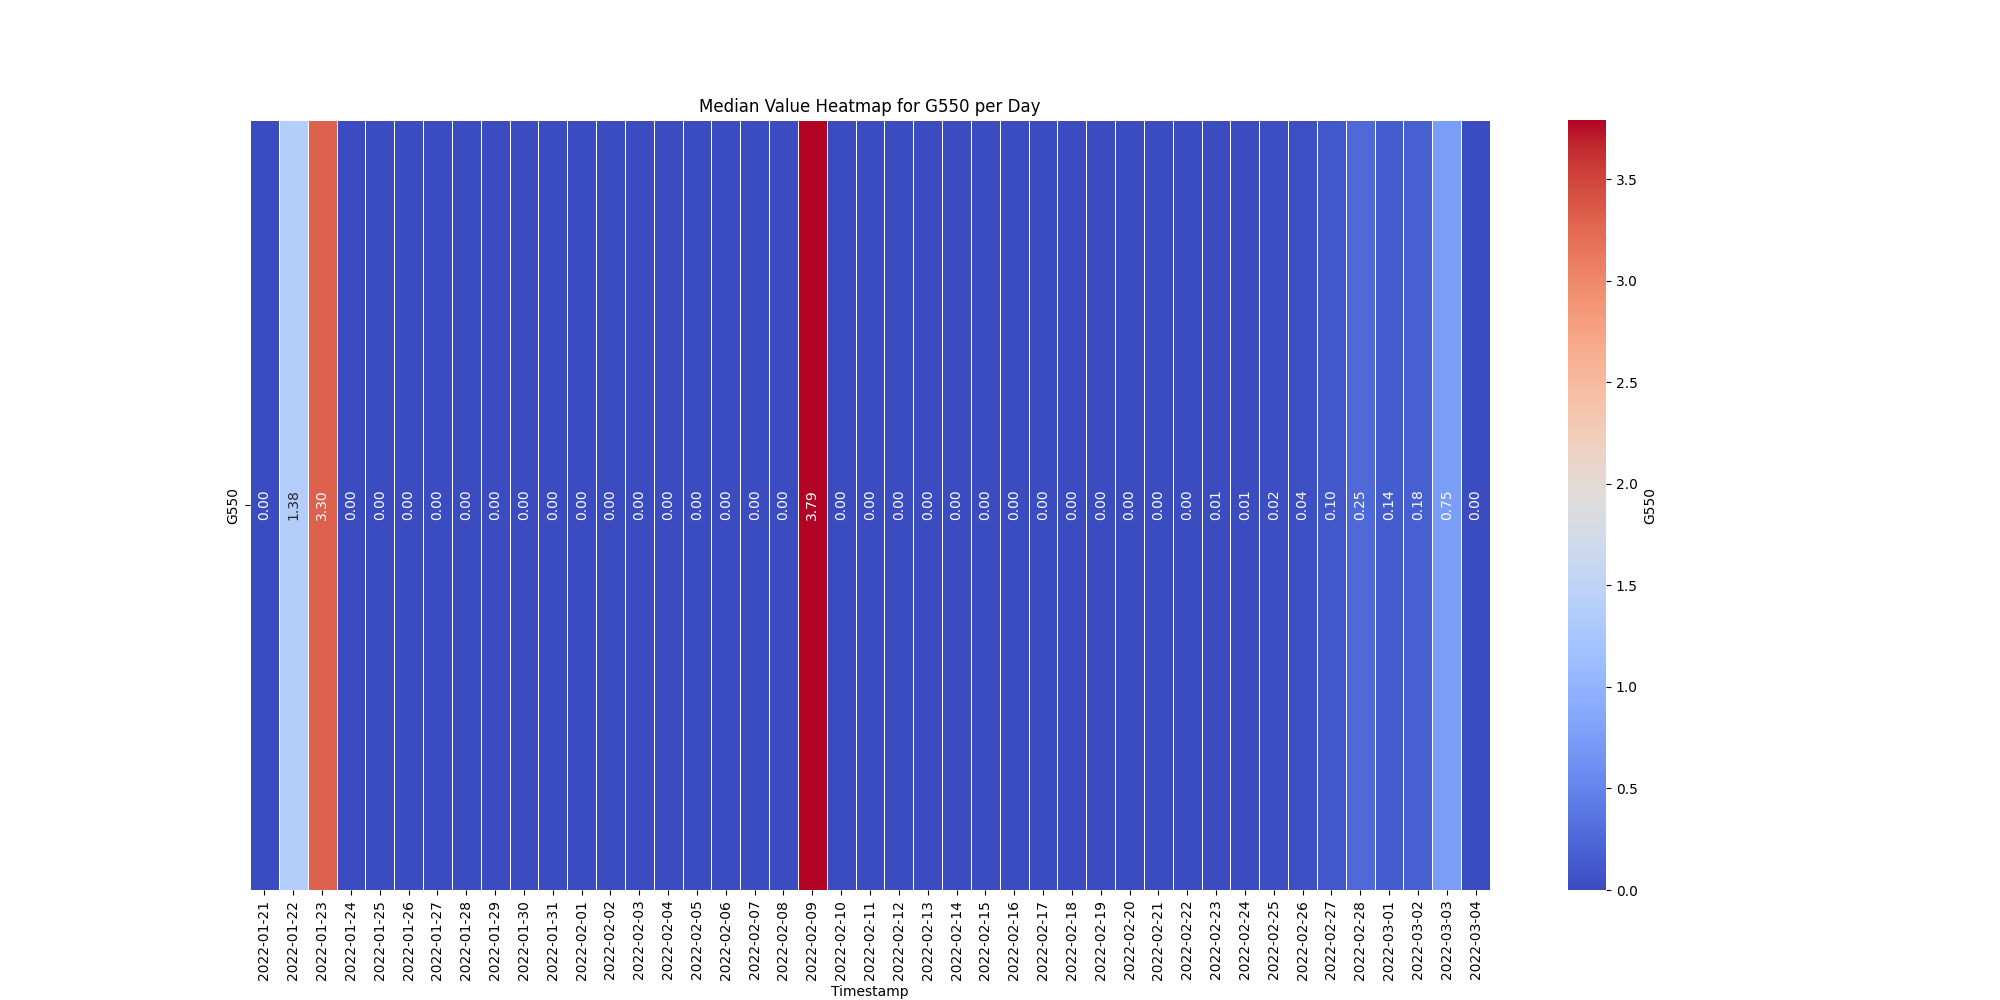 Median Value Heatmap for G550 per Day
G550
0.00 1.38 3.30 0.00 0.00 0.00 0.00 0.00 0.00 0.00 0.00 0.00 0.00 0.00 0.00 0.00 0.00 0.00 0.00 3.79 0.00 0.00 0.00 0.00 0.00 0.00 0.00 0.00 0.00 0.00 0.00 0.00 0.00 0.01 0.01 0.02 0.04 0.10 0.25 0.14 0.18 0.75 0.00
2022-01-21 2022-01-22 2022-01-23 2022-01-24 2022-01-25 2022-01-26 2022-01-27 2022-01-28 2022-01-29 2022-01-30 2022-01-31 2022-02-01 2022-02-02 2022-02-03 2022-02-04 2022-02-05 2022-02-06 2022-02-07 2022-02-08 2022-02-09 2022-02-10 2022-02-11 2022-02-12 2022-02-13 2022-02-14 2022-02-15 2022-02-16 2022-02-17 2022-02-18 2022-02-19 2022-02-20 2022-02-21 2022-02-22 2022-02-23 2022-02-24 2022-02-25 2022-02-26 2022-02-27 2022-02-28 2022-03-01 2022-03-02 2022-03-03 2022-03-04
Timestamp
3.5
3.0
2.5
2.0
1.5
1.0
0.5
0.0
G550